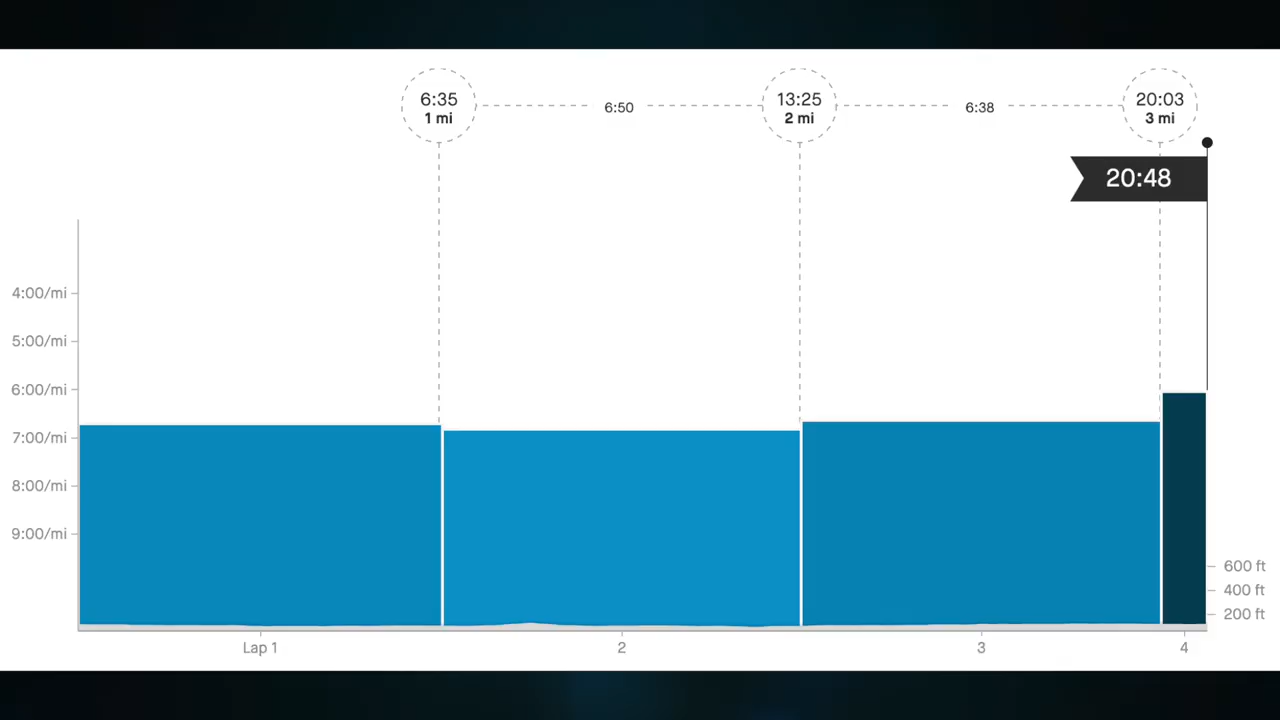 6:35
1 mi
6:50
13:25
2 mi
6:38
20:03
3 mi
20:48
4:00/mi
5:00/mi
6:00/mi
7:00/mi
8:00/mi
9:00/mi
600 ft
400 ft
200 ft
Lap 1
2
3
4